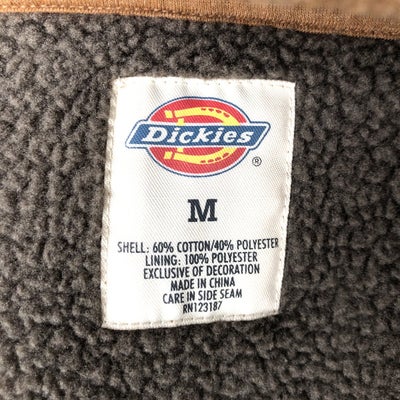 Dickies
®
M
SHELL: 60% COTTON/40% POLYESTER
LINING: 100% POLYESTER
EXCLUSIVE OF DECORATION
MADE IN CHINA
CARE IN SIDE SEAM
RN123187